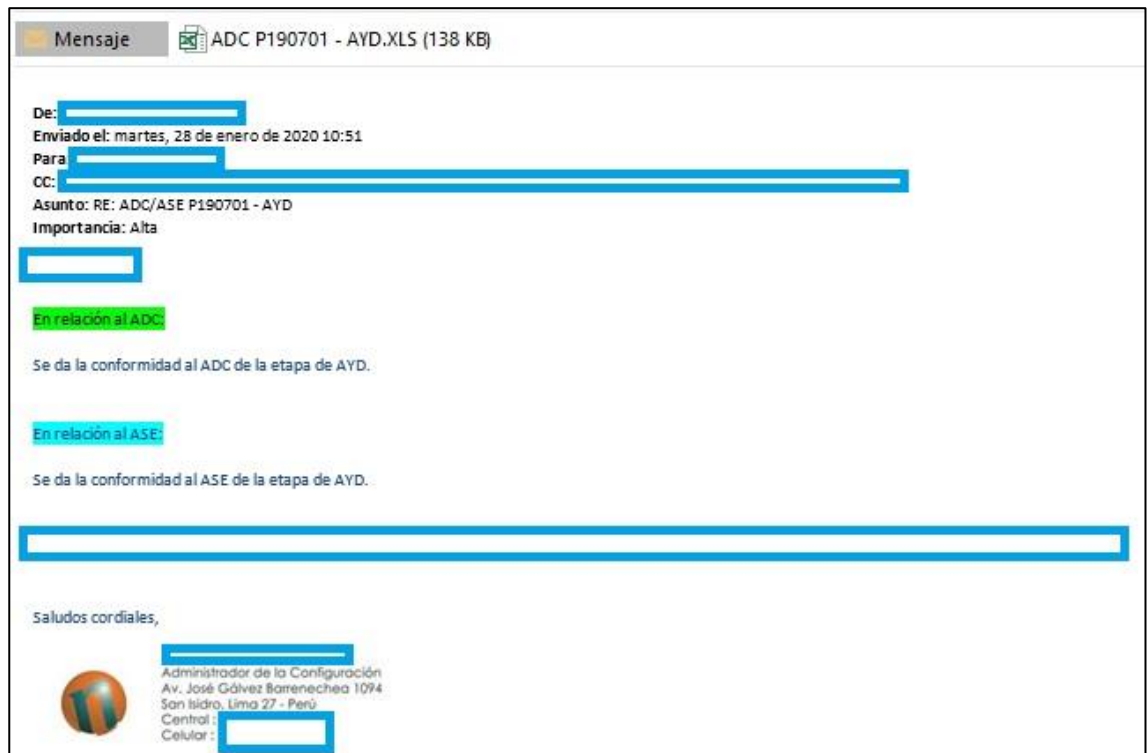 Mensaje ADC P190701 - AYD.XLS (138 KB)
De:
Enviado el: martes, 28 de enero de 2020 10:51
Para
CC:
Asunto: RE: ADC/ASE P190701 - AYD
Importancia: Alta
En relación al ADC:
Se da la conformidad al ADC de la etapa de AYD.
En relación al ASE:
Se da la conformidad al ASE de la etapa de AYD.
Saludos cordiales,
Administrador de la Configuración
Av. José Gálvez Barrenechea 1094
San Isidro, Lima 27 - Perú
Central :
Celular :